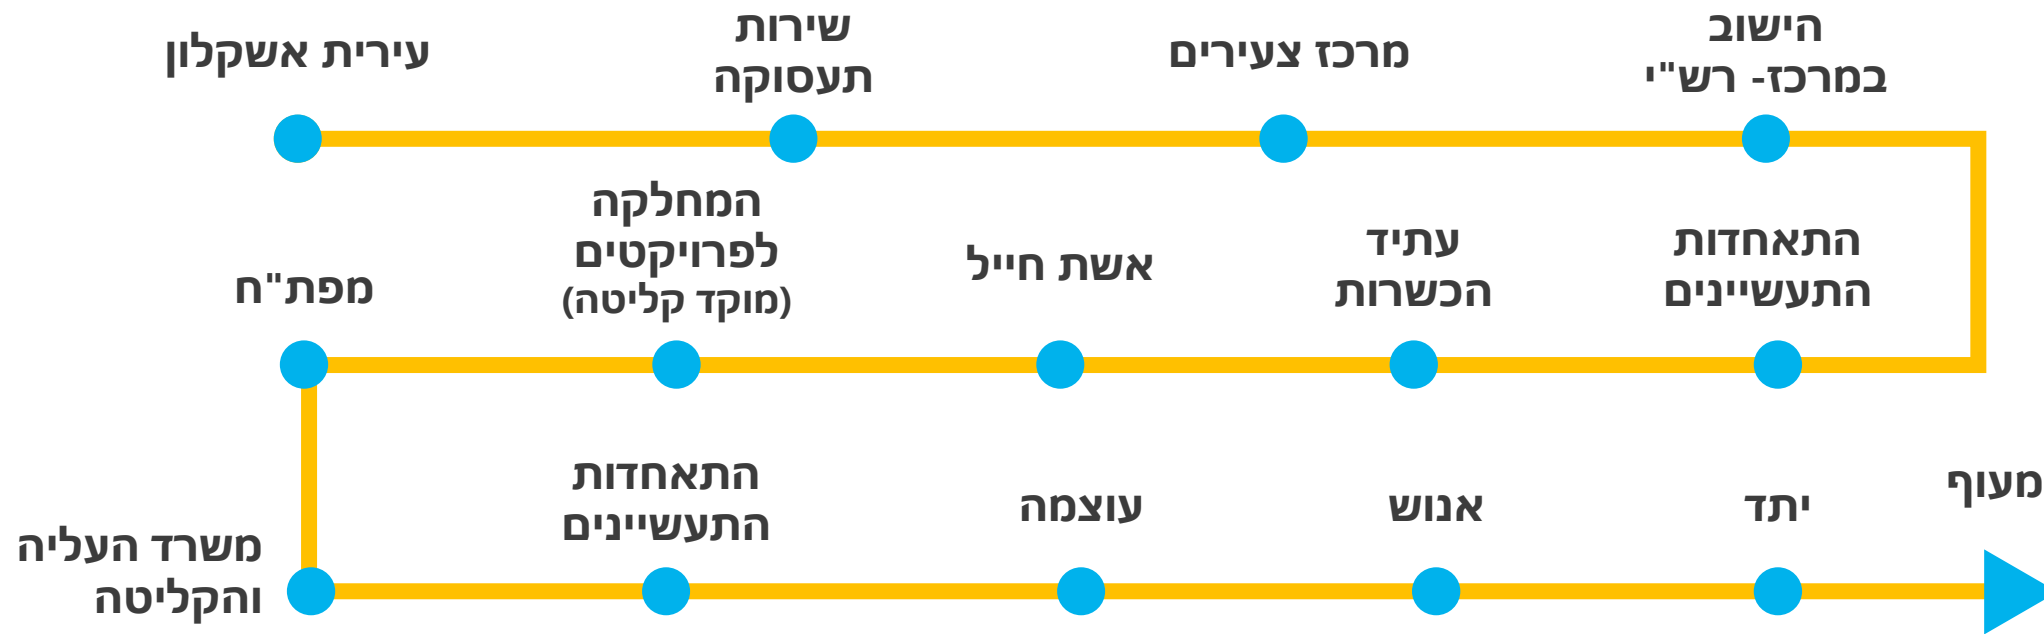 עירית אשקלון
שירות
תעסוקה
מרכז צעירים
הישוב
במרכז- רש"י
התאחדות
התעשיינים
עתיד
הכשרות
אשת חייל
המחלקה
לפרויקטים
(מוקד קליטה)
מפת"ח
משרד העליה
והקליטה
התאחדות
התעשיינים
עוצמה
אנוש
יתד
מעוף